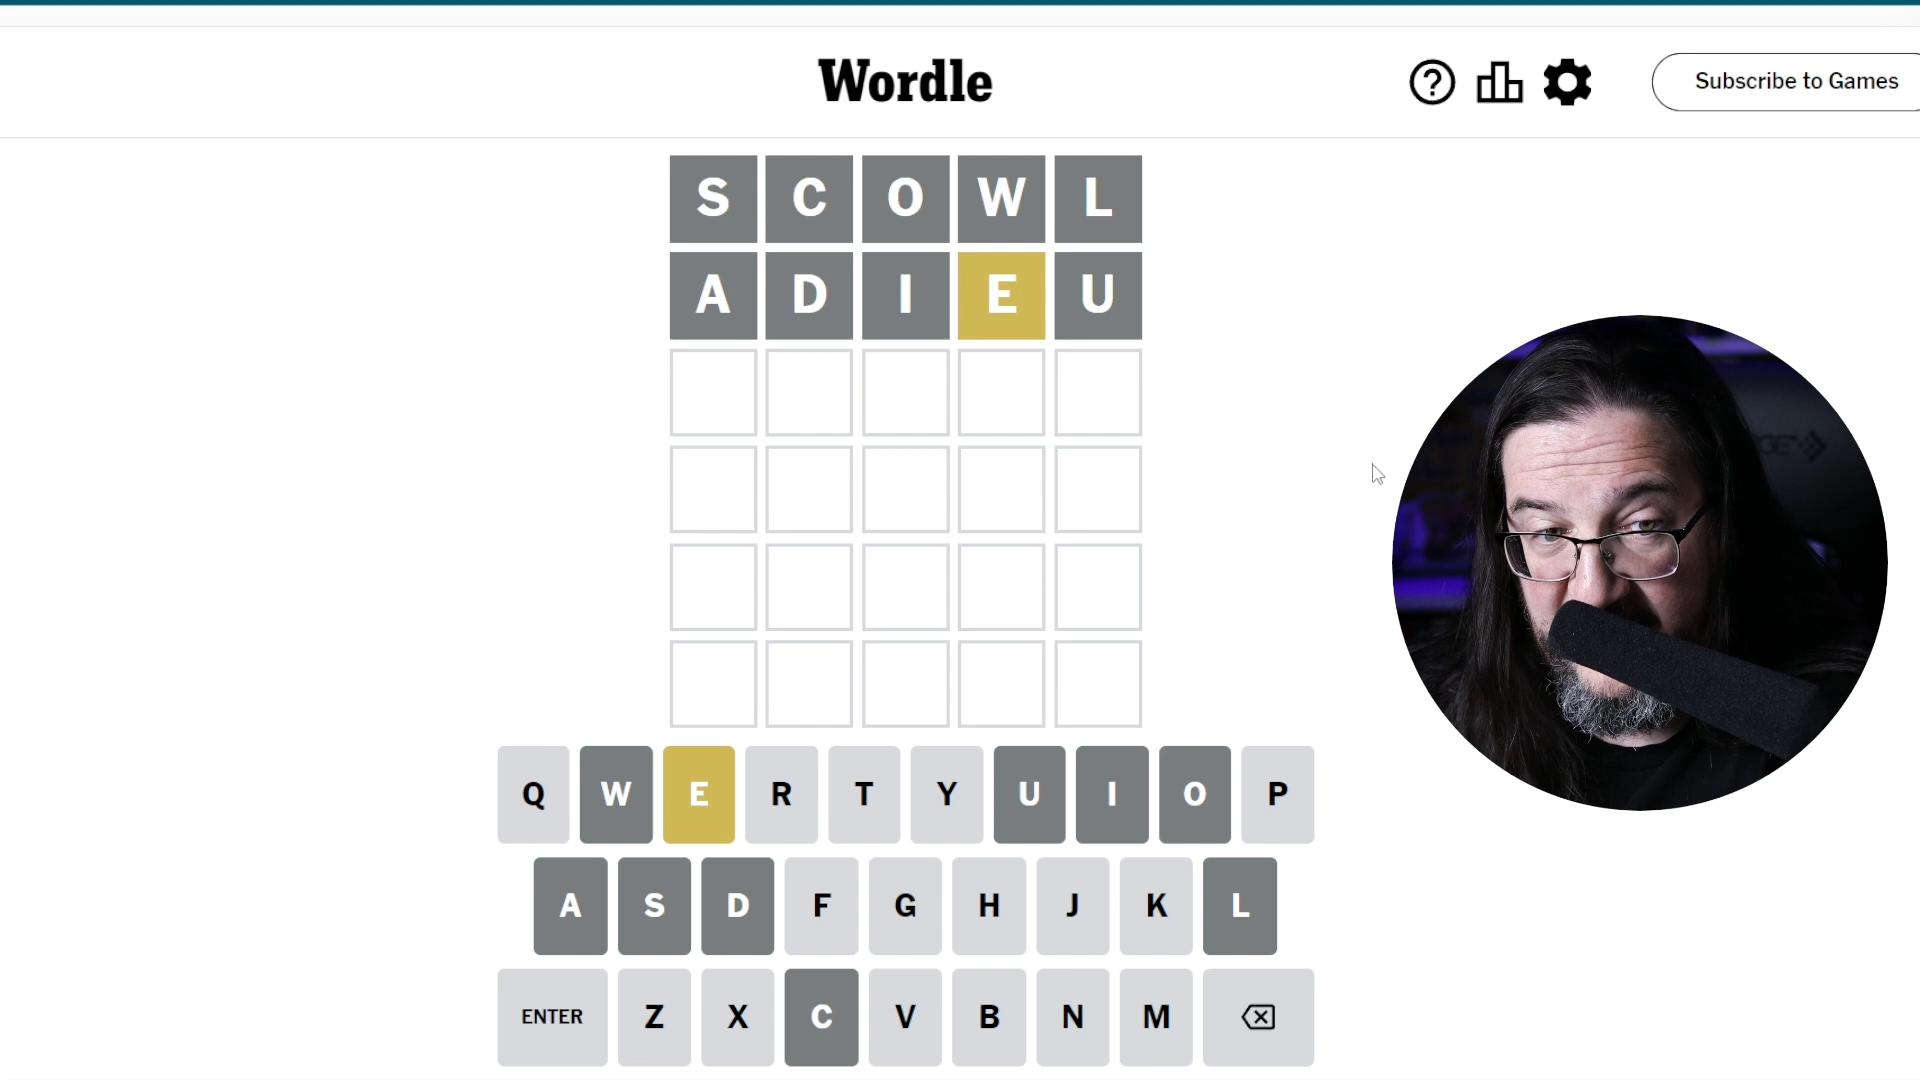 Wordle
Subscribe to Games
S C O W L
A D I E U
Q W E R T Y U I O P
A S D F G H J K L
ENTER Z X C V B N M